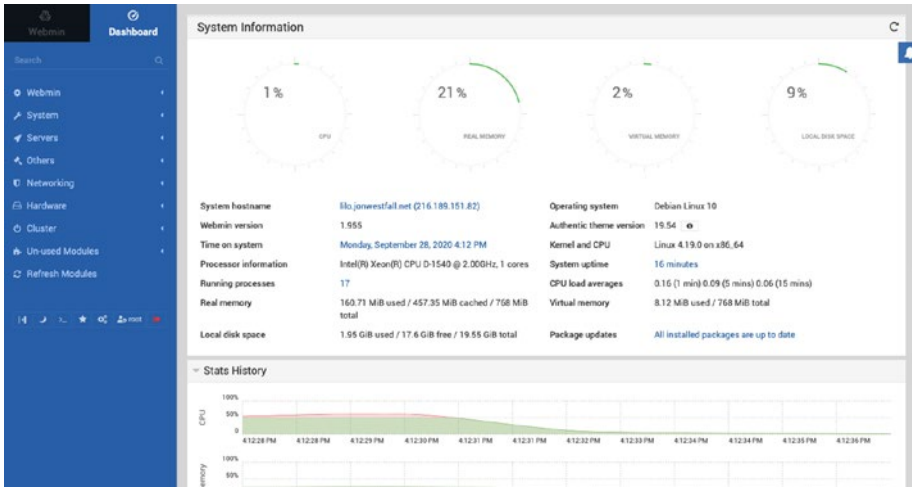 Webmin
Dashboard
Search
Webmin
System
Servers
Others
Networking
Hardware
Cluster
Un-used Modules
Refresh Modules
root
System Information
1%
CPU
21%
REAL MEMORY
2%
VIRTUAL MEMORY
9%
LOCAL DISK SPACE
System hostname lilo.jonwestfall.net (216.189.151.82) Operating system Debian Linux 10
Webmin version 1.955 Authentic theme version 19.54
Time on system Monday, September 28, 2020 4:12 PM Kernel and CPU Linux 4.19.0 on x86_64
Processor information Intel(R) Xeon(R) CPU D-1540 @ 2.00GHz, 1 cores System uptime 16 minutes
Running processes 17 CPU load averages 0.16 (1 min) 0.09 (5 mins) 0.06 (15 mins)
Real memory 160.71 MiB used / 457.35 MiB cached / 768 MiB total Virtual memory 8.12 MiB used / 768 MiB total
Local disk space 1.95 GiB used / 17.6 GiB free / 19.55 GiB total Package updates All installed packages are up to date
Stats History
CPU
100%
50%
0
4:12:28 PM 4:12:28 PM 4:12:29 PM 4:12:30 PM 4:12:31 PM 4:12:31 PM 4:12:32 PM 4:12:33 PM 4:12:34 PM 4:12:34 PM 4:12:35 PM 4:12:36 PM
100%
50%